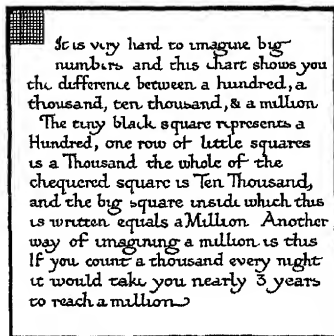 It is very hard to imagine big
numbers and this chart shows you
the difference between a hundred, a
thousand, ten thousand, & a million
The tiny black square represents a
Hundred, one row of little squares
is a Thousand the whole of the
chequered square is Ten Thousand,
and the big square inside which this
is written equals a Million Another
way of imagining a million is this
If you count a thousand every night
it would take you nearly 3 years
to reach a million